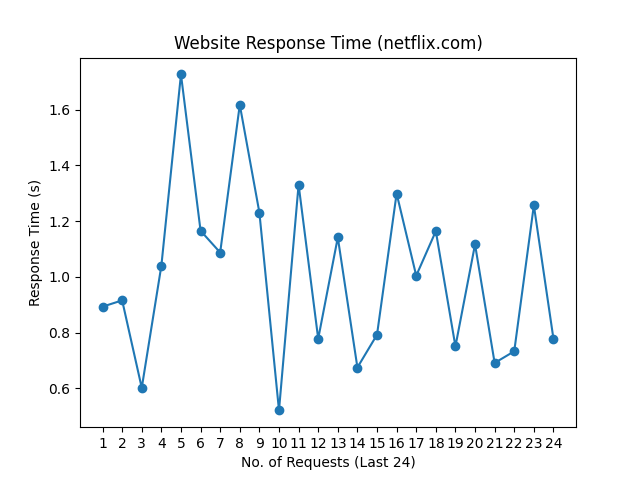 Website Response Time (netflix.com)
Response Time (s)
1.6
1.4
1.2
1.0
0.8
0.6
1 2 3 4 5 6 7 8 9 10 11 12 13 14 15 16 17 18 19 20 21 22 23 24
No. of Requests (Last 24)